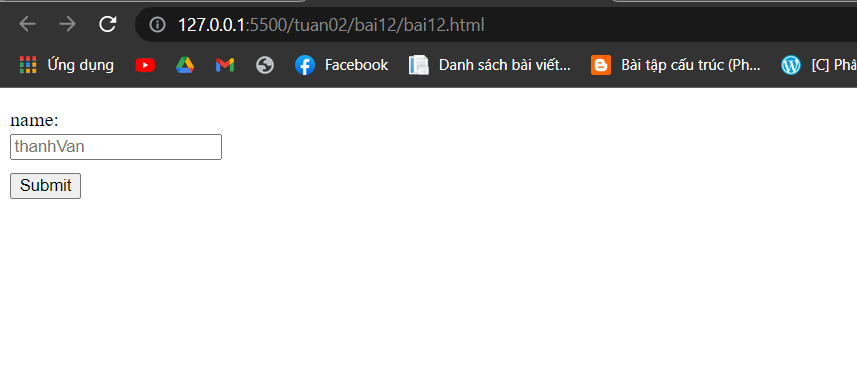 127.0.0.1:5500/tuan02/bai12/bai12.html
Ứng dụng Facebook Danh sách bài viết... Bài tập cấu trúc (Ph... [C] Phâ
name:
thanhVan
Submit